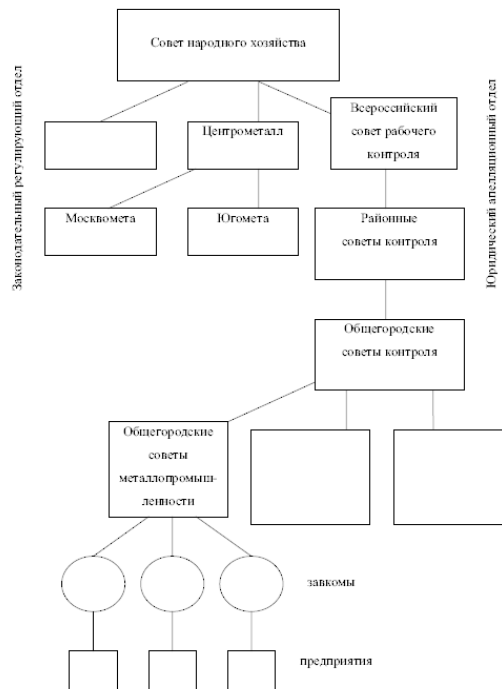 Совет народного хозяйства
Законодательный регулирующий отдел
Юридический апелляционный отдел
Центрометалл
Всероссийский
совет рабочего
контроля
Москвомета
Югомета
Районные
советы контроля
Общегородские
советы контроля
Общегородские
советы
металлопромыш-
ленности
завкомы
предприятия